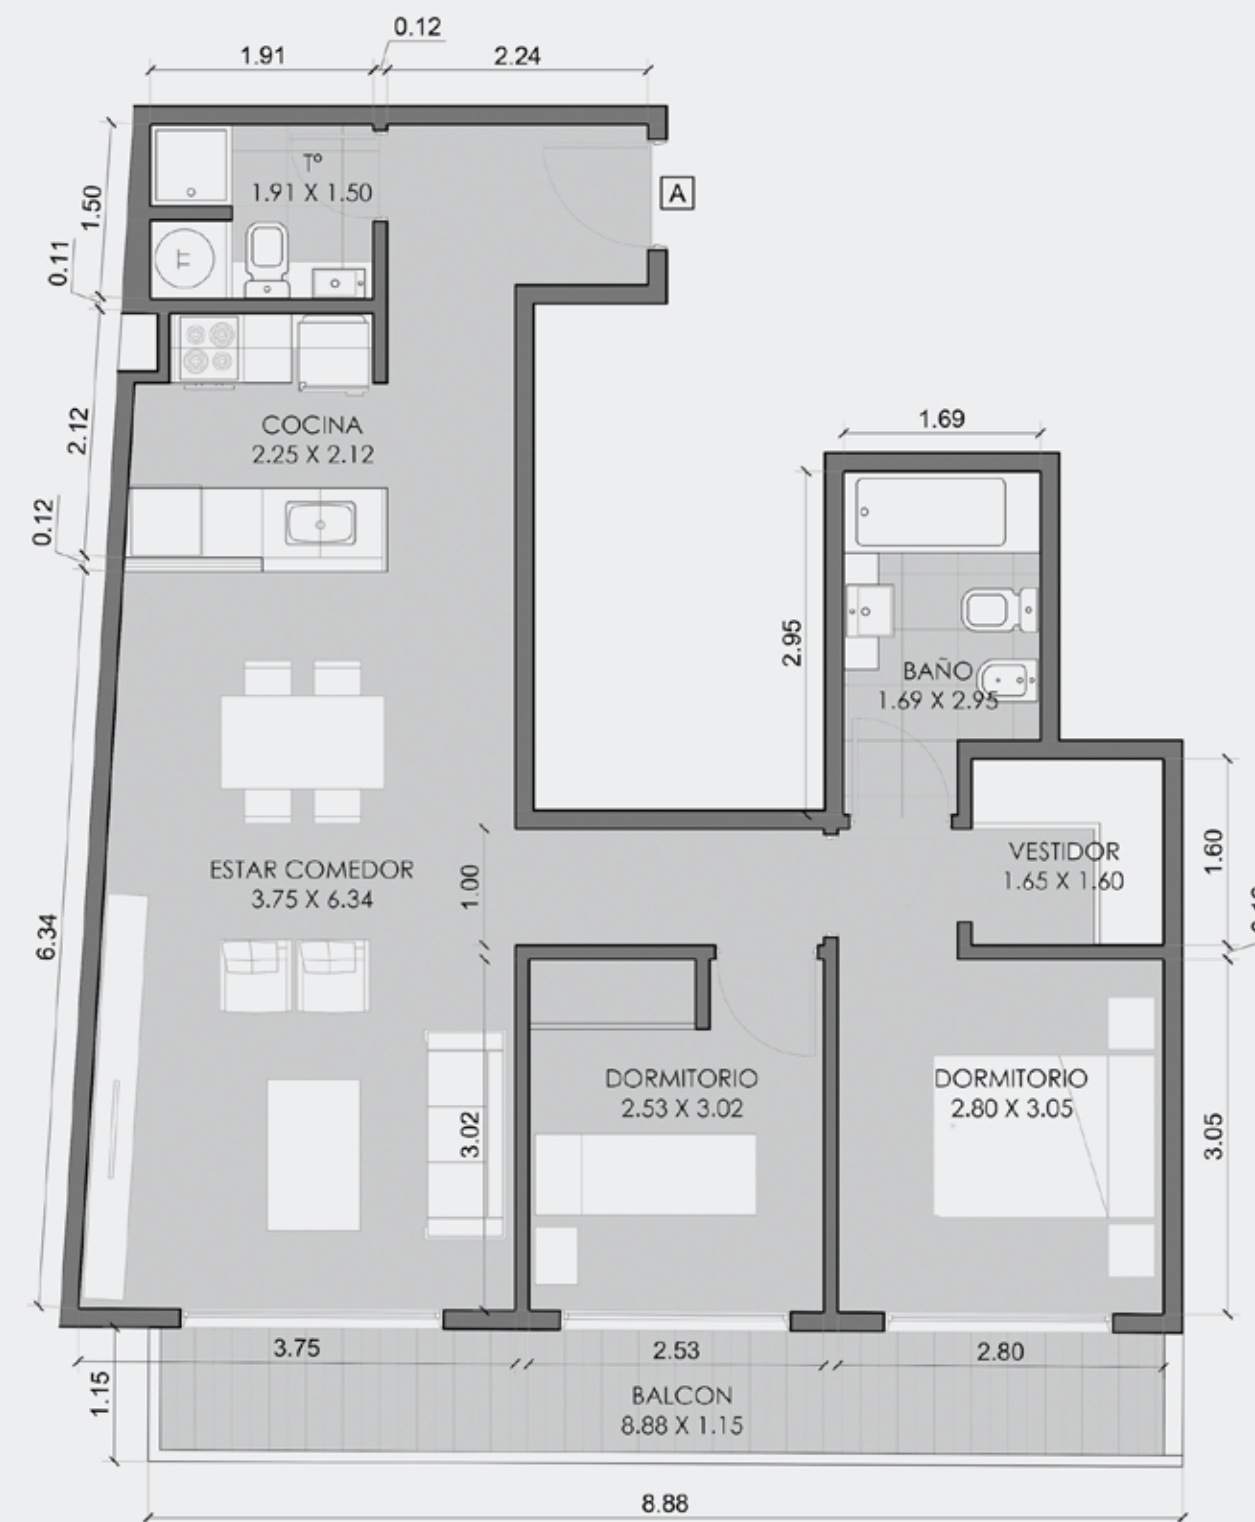 0.12
1.91
2.24
T°
1.91 X 1.50
A
1.50
TT
0.11
COCINA
2.25 X 2.12
2.12
1.69
0.12
2.95
BAÑO
1.69 X 2.95
ESTAR COMEDOR
3.75 X 6.34
1.00
VESTIDOR
1.65 X 1.60
1.60
6.34
DORMITORIO
2.53 X 3.02
DORMITORIO
2.80 X 3.05
3.02
3.05
3.75
2.53
2.80
1.15
BALCON
8.88 X 1.15
8.88